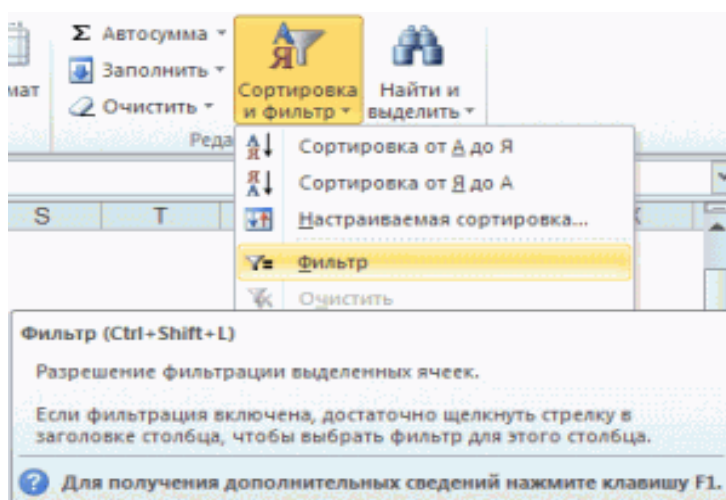 Σ Автосумма
Заполнить
мат
Очистить
Сортировка
и фильтр
Найти и
выделить
Реда
Сортировка от А до Я
Сортировка от Я до А
S T
Настраиваемая сортировка...
Фильтр
Очистить
Фильтр (Ctrl+Shift+L)
Разрешение фильтрации выделенных ячеек.
Если фильтрация включена, достаточно щелкнуть стрелку в
заголовке столбца, чтобы выбрать фильтр для этого столбца.
Для получения дополнительных сведений нажмите клавишу F1.